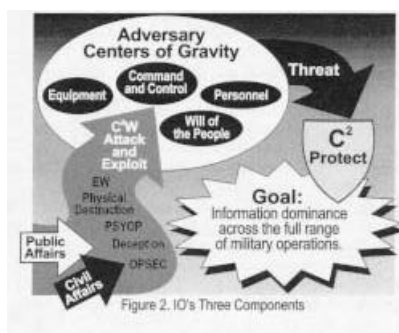 Adversary
Centers of Gravity
Equipment
Command
and Control
Personnel
Will of
the People
Threat
C²W
Attack
and
Exploit
C²
Protect
EW
Physical
Destruction
PSYOP
Deception
OPSEC
Public
Affairs
Civil
Affairs
Goal:
Information dominance
across the full range
of military operations.
Figure 2. IO's Three Components